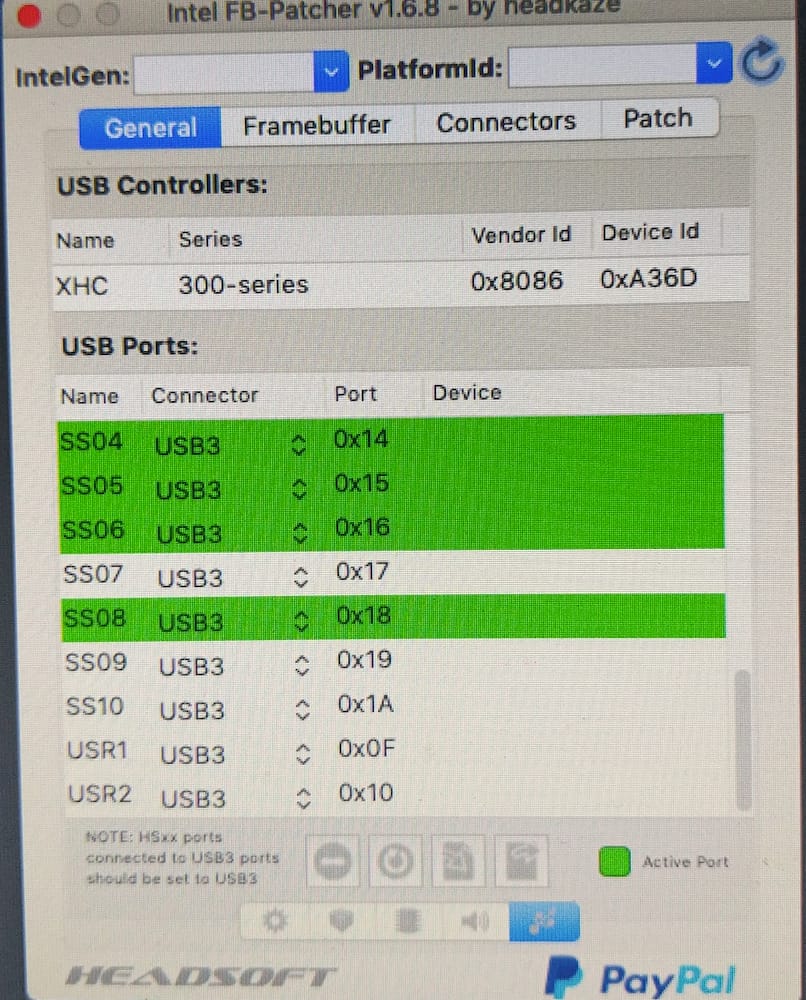 Intel FB-Patcher v1.6.8 - by headkaze
IntelGen: PlatformId:
General Framebuffer Connectors Patch
USB Controllers:
Name Series Vendor Id Device Id
XHC 300-series 0x8086 0xA36D
USB Ports:
Name Connector Port Device
SS04 USB3 0x14
SS05 USB3 0x15
SS06 USB3 0x16
SS07 USB3 0x17
SS08 USB3 0x18
SS09 USB3 0x19
SS10 USB3 0x1A
USR1 USB3 0x0F
USR2 USB3 0x10
NOTE: HSxx ports
connected to USB3 ports
should be set to USB3
Active Port
HEADSOFT PayPal